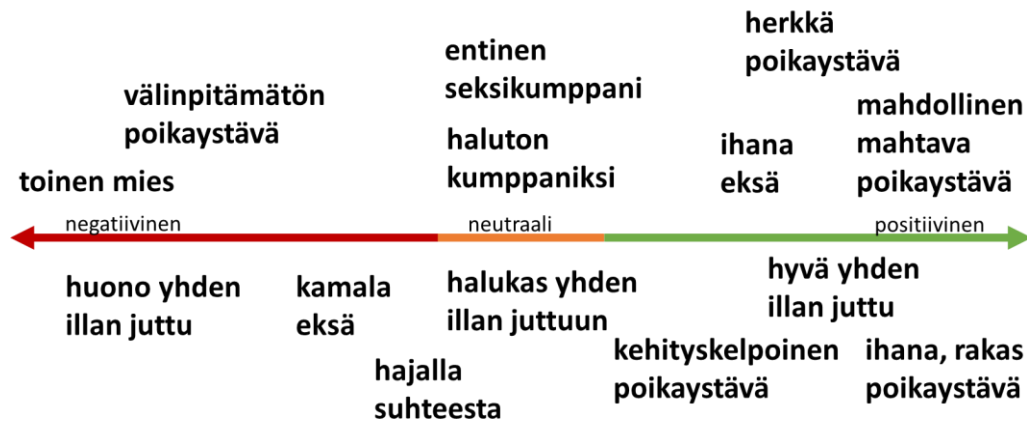 herkkä
poikaystävä
entinen
seksikumppani
välinpitämätön
poikaystävä
mahdollinen
mahtava
poikaystävä
haluton
kumppaniksi
ihana
eksä
toinen mies
negatiivinen
neutraali
positiivinen
huono yhden
illan juttu
kamala
eksä
halukas yhden
illan juttuun
hyvä yhden
illan juttu
kehityskelpoinen
poikaystävä
ihana, rakas
poikaystävä
hajalla
suhteesta